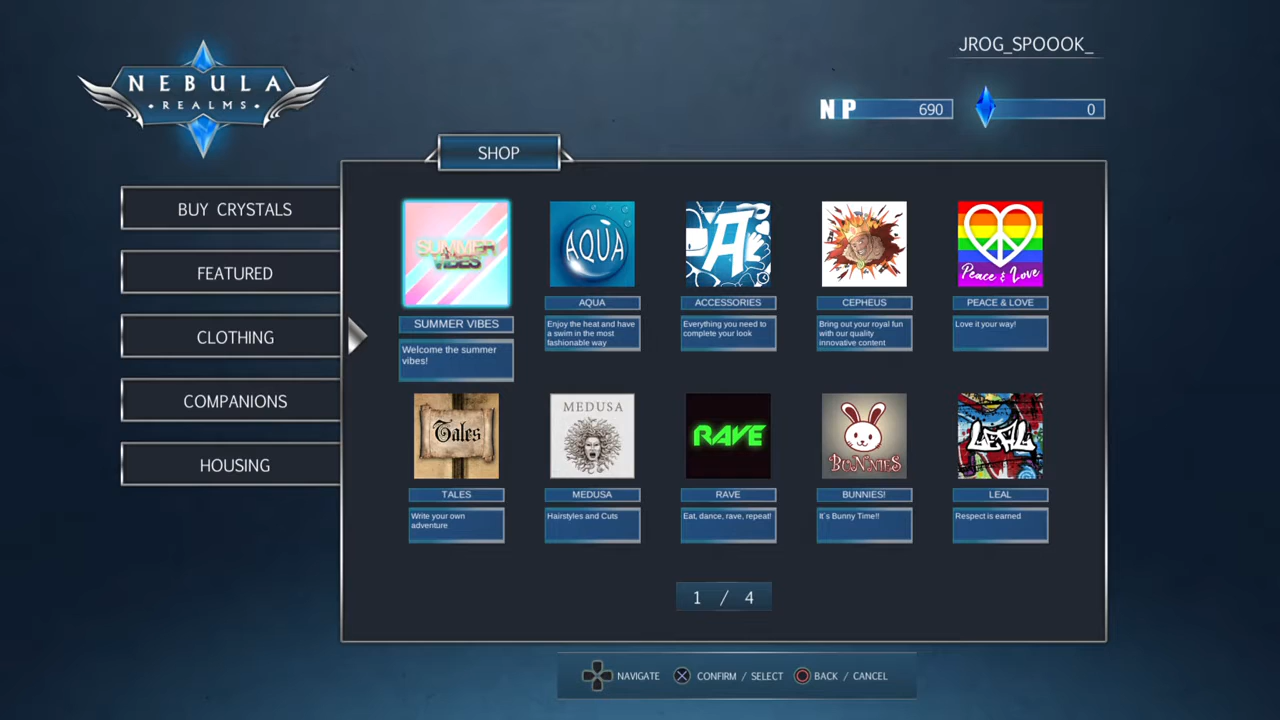 NEBULA
REALMS
JROG_SPOOOK_
NP 690
0
SHOP
BUY CRYSTALS
FEATURED
CLOTHING
COMPANIONS
HOUSING
SUMMER
VIBES
SUMMER VIBES
Welcome the summer
vibes!
AQUA
AQUA
Enjoy the heat and have
a swim in the most
fashionable way
A
ACCESSORIES
Everything you need to
complete your look
CEPHEUS
Bring out your royal fun
with our quality
innovative content
Peace & Love
PEACE & LOVE
Love it your way!
Tales
TALES
Write your own
adventure
MEDUSA
MEDUSA
Hairstyles and Cuts
RAVE
RAVE
Eat, dance, rave, repeat!
BUNNIES
BUNNIES!
It´s Bunny Time!!
LEAL
LEAL
Respect is earned
1 / 4
NAVIGATE CONFIRM / SELECT BACK / CANCEL